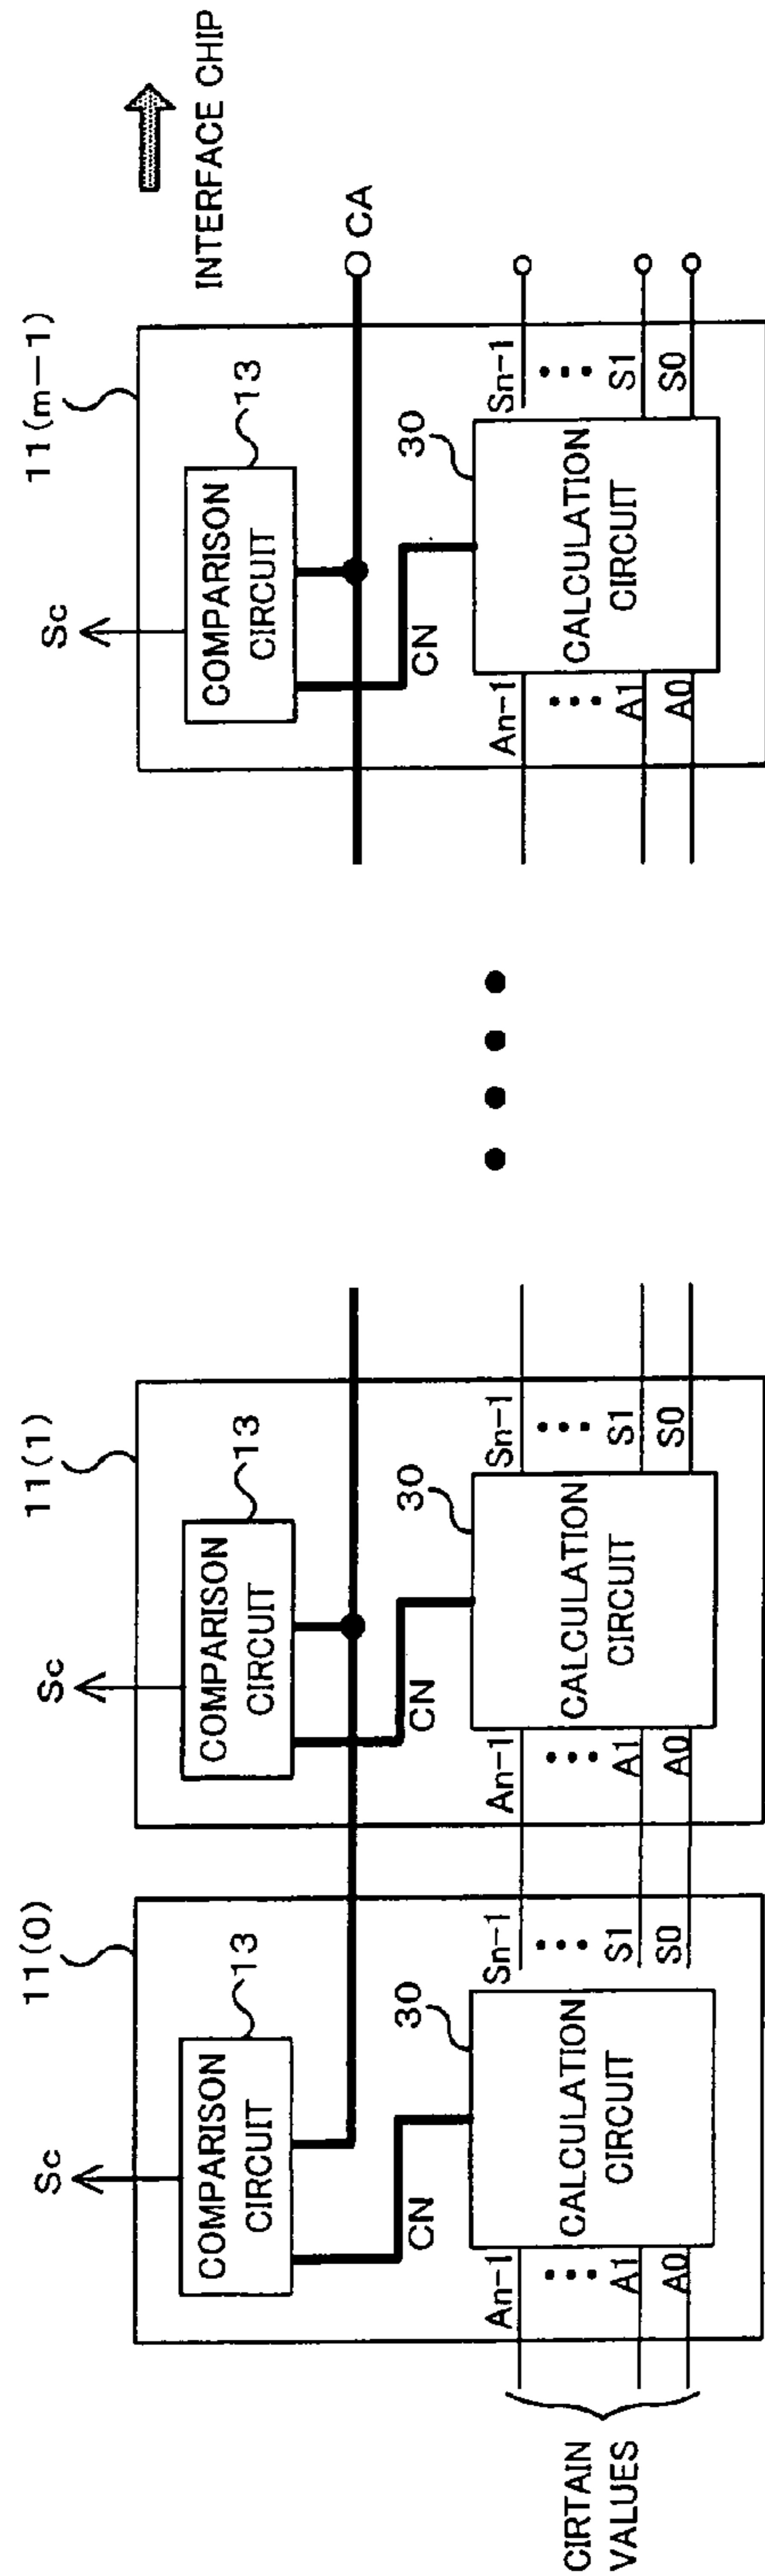 11(0)
11(1)
11(m−1)
INTERFACE CHIP
Sc
COMPARISON
CIRCUIT
13
CN
30
CALCULATION
CIRCUIT
An-1
A1
A0
Sn-1
S1
S0
CIRTAIN
VALUES
Sc
COMPARISON
CIRCUIT
13
CN
30
CALCULATION
CIRCUIT
An-1
A1
A0
Sn-1
S1
S0
Sc
COMPARISON
CIRCUIT
13
CA
CN
30
CALCULATION
CIRCUIT
An-1
A1
A0
Sn-1
S1
S0